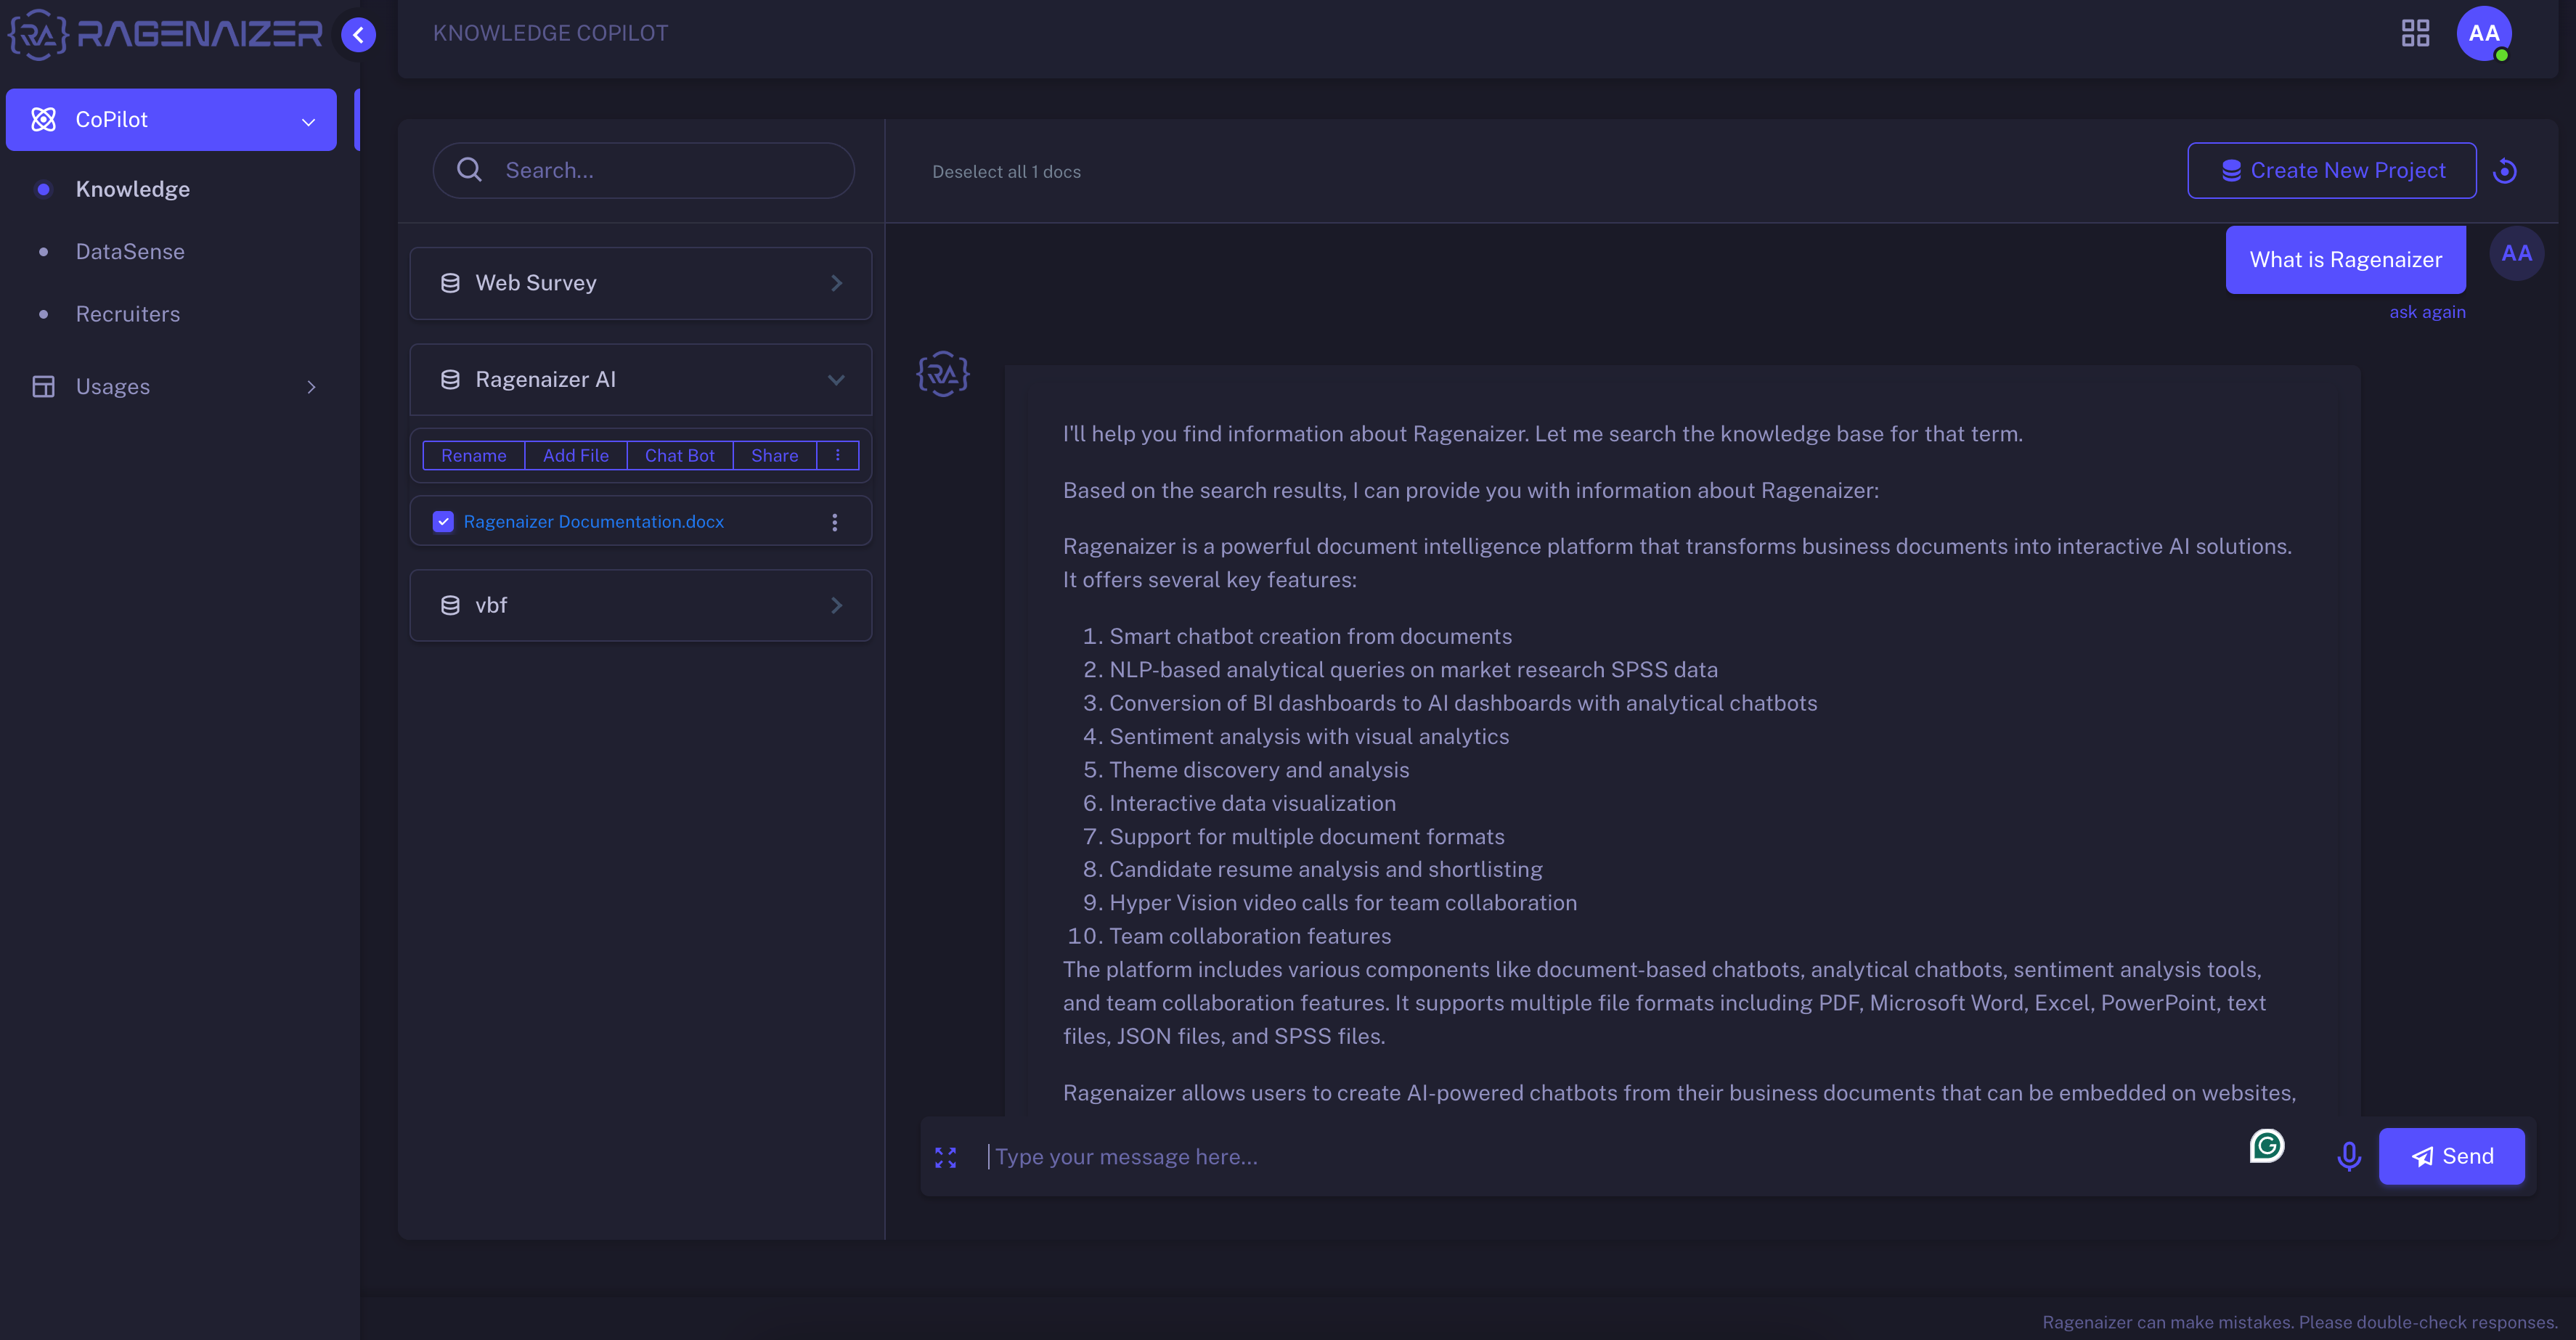 RAGENAIZER
KNOWLEDGE COPILOT
AA
CoPilot
Knowledge
DataSense
Recruiters
Usages
Search...
Deselect all 1 docs
Create New Project
Web Survey
Ragenaizer AI
Rename
Add File
Chat Bot
Share
Ragenaizer Documentation.docx
vbf
What is Ragenaizer
AA
ask again
RA
I'll help you find information about Ragenaizer. Let me search the knowledge base for that term.
Based on the search results, I can provide you with information about Ragenaizer:
Ragenaizer is a powerful document intelligence platform that transforms business documents into interactive AI solutions.
It offers several key features:
1. Smart chatbot creation from documents
2. NLP-based analytical queries on market research SPSS data
3. Conversion of BI dashboards to AI dashboards with analytical chatbots
4. Sentiment analysis with visual analytics
5. Theme discovery and analysis
6. Interactive data visualization
7. Support for multiple document formats
8. Candidate resume analysis and shortlisting
9. Hyper Vision video calls for team collaboration
10. Team collaboration features
The platform includes various components like document-based chatbots, analytical chatbots, sentiment analysis tools,
and team collaboration features. It supports multiple file formats including PDF, Microsoft Word, Excel, PowerPoint, text
files, JSON files, and SPSS files.
Ragenaizer allows users to create AI-powered chatbots from their business documents that can be embedded on websites,
Type your message here...
G
Send
Ragenaizer can make mistakes. Please double-check responses.